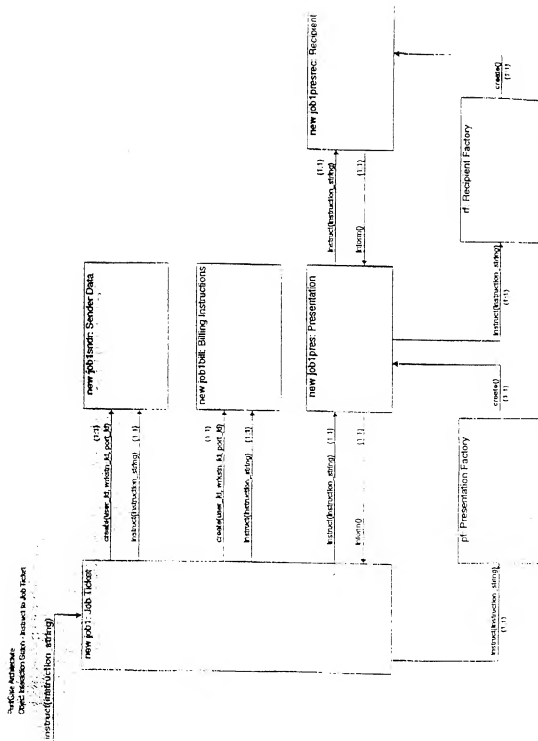 Architecture
Object Interaction - Instruct to Job Ticket
instruct(instruction_string)
new job1: Job Ticket
create(user_id, wrkstn_id, port_id)
(1:1)
instruct(instruction_string)
(1:1)
new job1sndr: Sender Data
create(user_id, wrkstn_id, port_id)
(1:1)
instruct(instruction_string)
(1:1)
new job1bill: Billing Instructions
instruct(instruction_string)
(1:1)
inform()
(1:1)
new job1pres: Presentation
instruct(instruction_string)
(1:1)
inform()
(1:1)
new job1presrec: Recipient
instruct(instruction_string)
(1:1)
pf: Presentation Factory
create()
(1:1)
instruct(instruction_string)
(1:1)
rf: Recipient Factory
create()
(1:1)